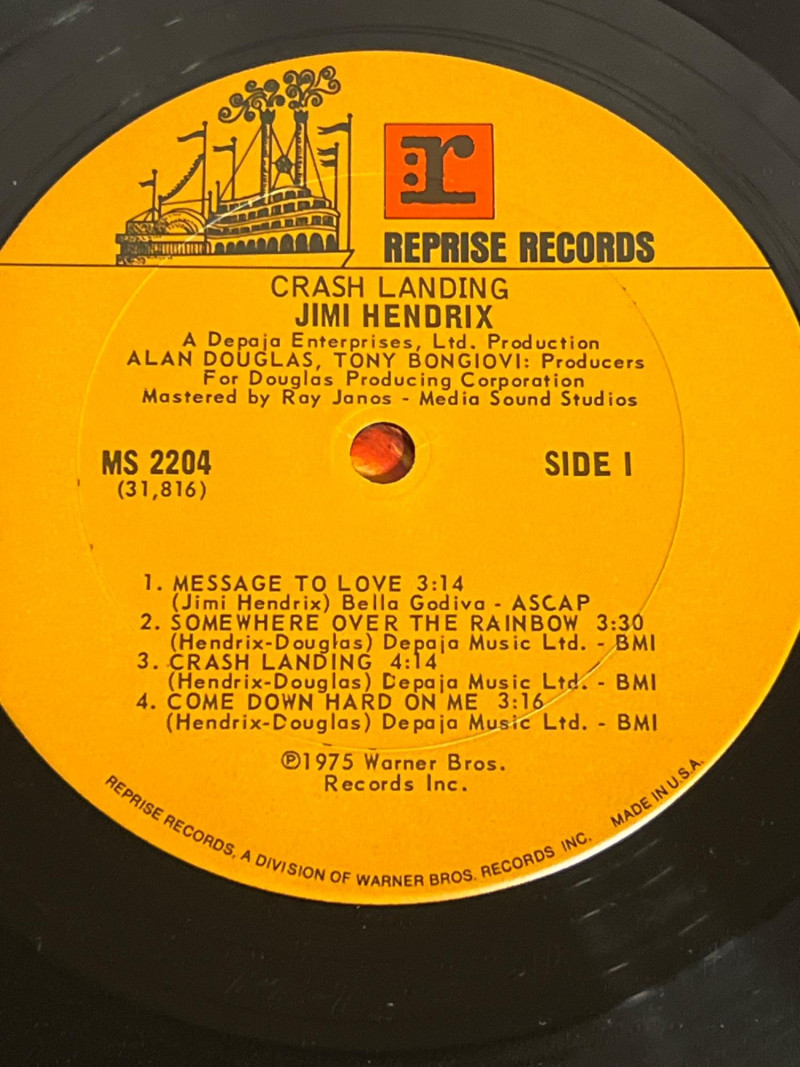 :r
REPRISE RECORDS
CRASH LANDING
JIMI HENDRIX
A Depaja Enterprises, Ltd. Production
ALAN DOUGLAS, TONY BONGIOVI: Producers
For Douglas Producing Corporation
Mastered by Ray Janos - Media Sound Studios
MS 2204 SIDE 1
(31,816)
1. MESSAGE TO LOVE 3:14
(Jimi Hendrix) Bella Godiva - ASCAP
2. SOMEWHERE OVER THE RAINBOW 3:30
(Hendrix-Douglas) Depaja Music Ltd. - BMI
3. CRASH LANDING 4:14
(Hendrix-Douglas) Depaja Music Ltd. - BMI
4. COME DOWN HARD ON ME 3:16
(Hendrix-Douglas) Depaja Music Ltd. - BMI
℗1975 Warner Bros.
Records Inc.
REPRISE RECORDS, A DIVISION OF WARNER BROS. RECORDS INC. MADE IN U.S.A.